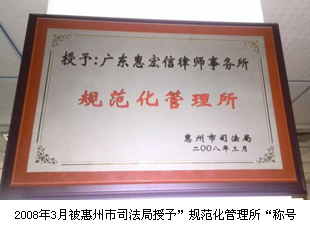 授予:广东惠宏信律师事务所
规范化管理所
惠州市司法局
二00八年三月
2008年3月被惠州市司法局授予”规范化管理所“称号